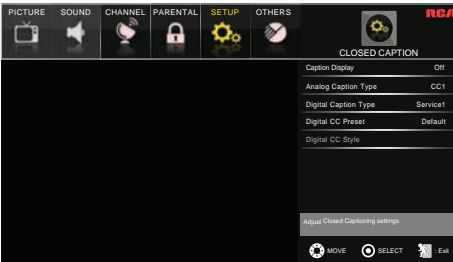 PICTURE SOUND CHANNEL PARENTAL SETUP OTHERS
RCA
CLOSED CAPTION
Caption Display Off
Analog Caption Type CC1
Digital Caption Type Service1
Digital CC Preset Default
Digital CC Style
Adjust Closed Captioning settings.
MOVE SELECT : Exit